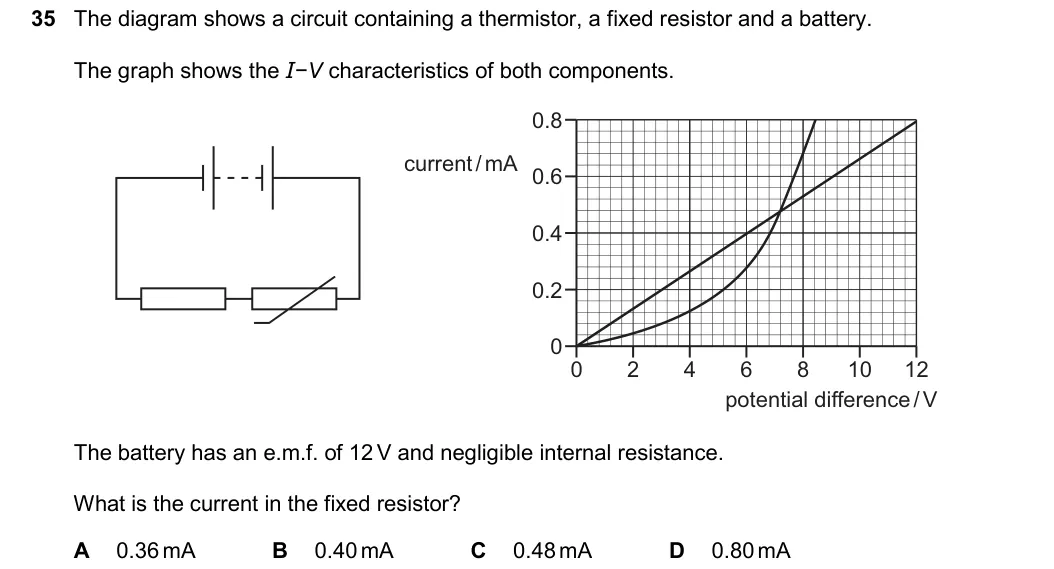 35 The diagram shows a circuit containing a thermistor, a fixed resistor and a battery.
The graph shows the I–V characteristics of both components.
0.8
current / mA
0.6
0.4
0.2
0
0 2 4 6 8 10 12
potential difference / V
The battery has an e.m.f. of 12 V and negligible internal resistance.
What is the current in the fixed resistor?
A 0.36 mA B 0.40 mA C 0.48 mA D 0.80 mA